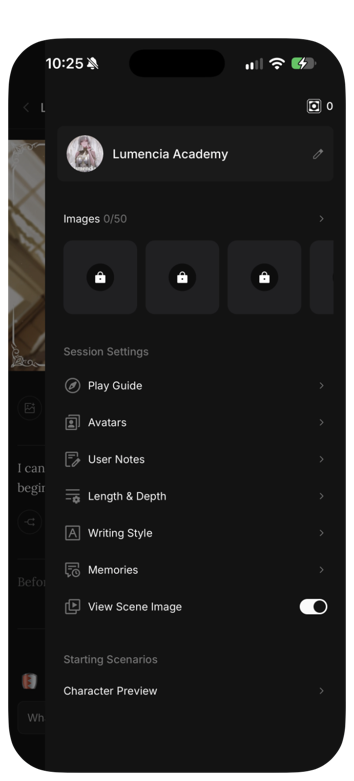 10:25
L
0
Lumencia Academy
Images 0/50
Session Settings
Play Guide
Avatars
User Notes
Length & Depth
I can
begin
Writing Style
Memories
Befo
View Scene Image
Starting Scenarios
Character Preview
Wh